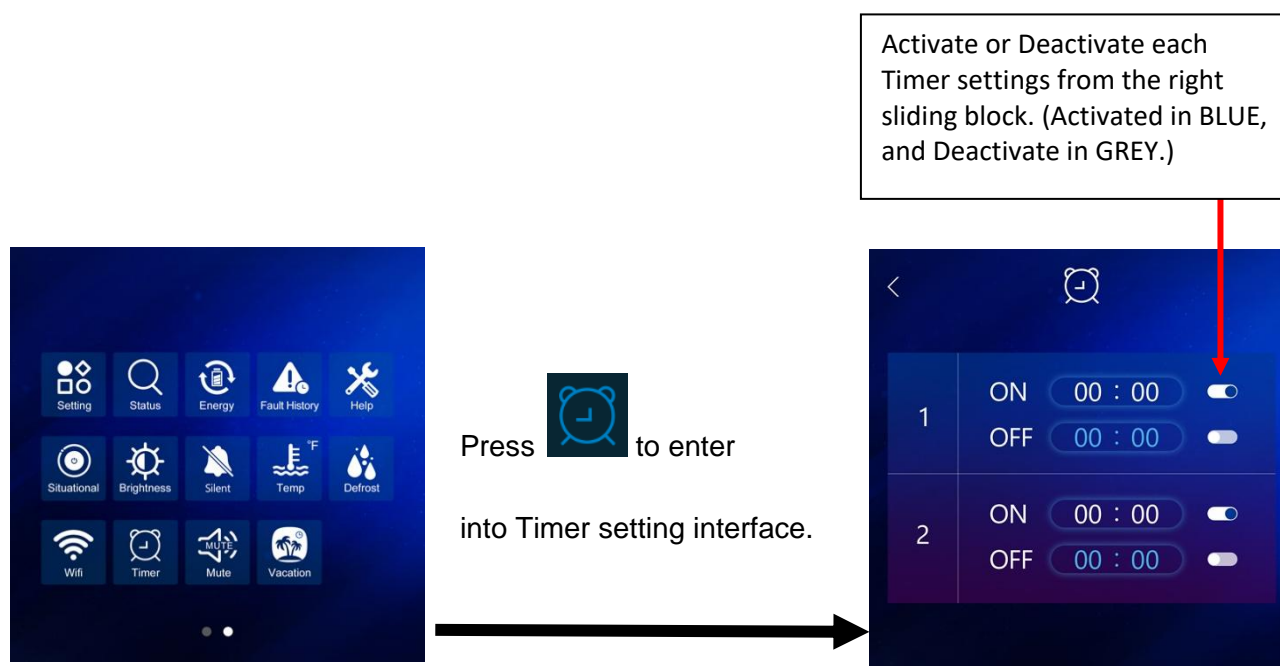 Activate or Deactivate each
Timer settings from the right
sliding block. (Activated in BLUE,
and Deactivate in GREY.)
Setting Status Energy Fault History Help
°F
Situational Brightness Silent Temp Defrost
MUTE
Wifi Timer Mute Vacation
Press to enter
into Timer setting interface.
1
ON 00 : 00
OFF 00 : 00
2
ON 00 : 00
OFF 00 : 00